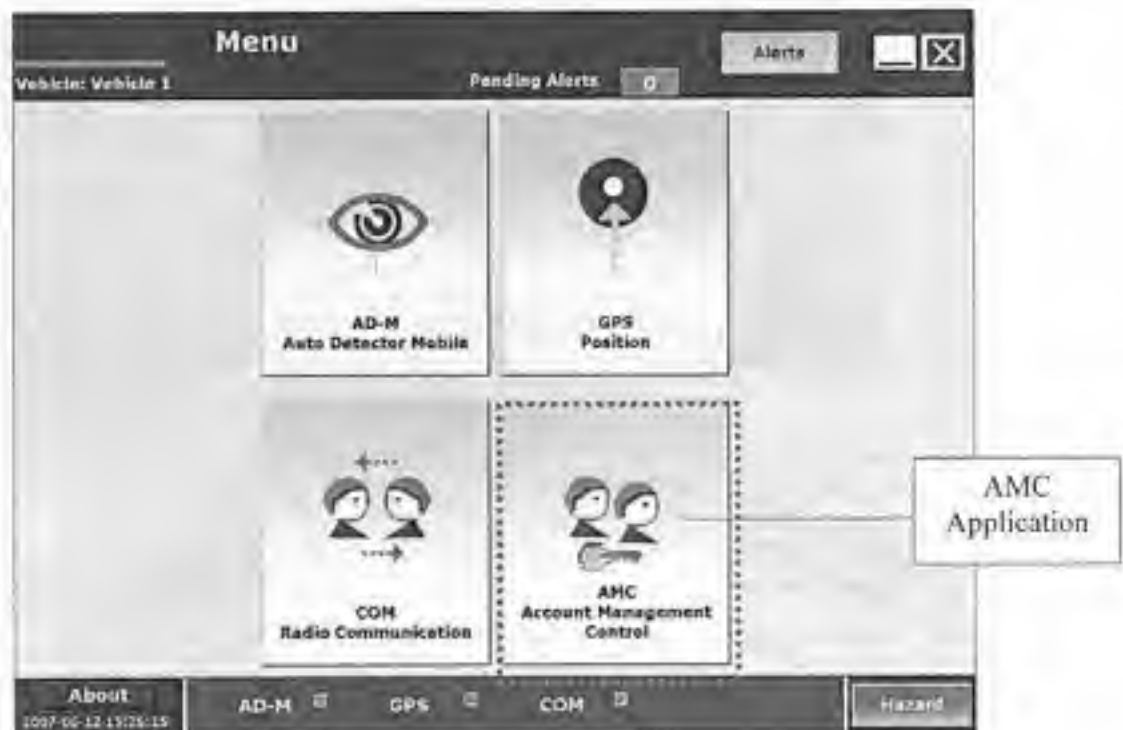 Menu
Alerts
Vehicle: Vehicle 1
Pending Alerts 0
AD-M
Auto Detector Mobile
GPS
Position
AMC
Application
COM
Radio Communication
AMC
Account Management
Control
About
AD-M GPS COM
Hazard